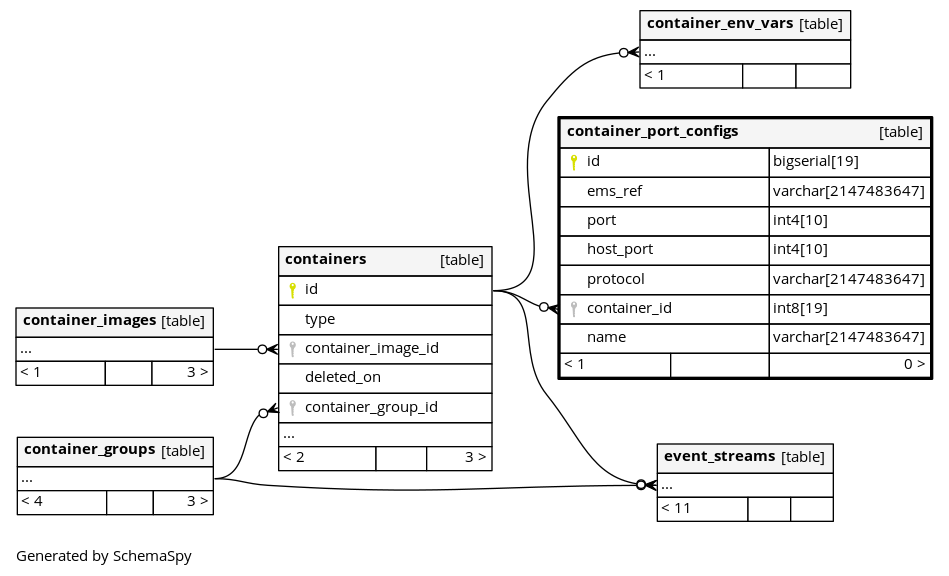 container_env_vars [table]
...
< 1
container_port_configs [table]
id bigserial[19]
ems_ref varchar[2147483647]
port int4[10]
host_port int4[10]
protocol varchar[2147483647]
container_id int8[19]
name varchar[2147483647]
< 1 0 >
containers [table]
id
type
container_image_id
deleted_on
container_group_id
...
< 2 3 >
container_images [table]
...
< 1 3 >
container_groups [table]
...
< 4 3 >
event_streams [table]
...
< 11
Generated by SchemaSpy